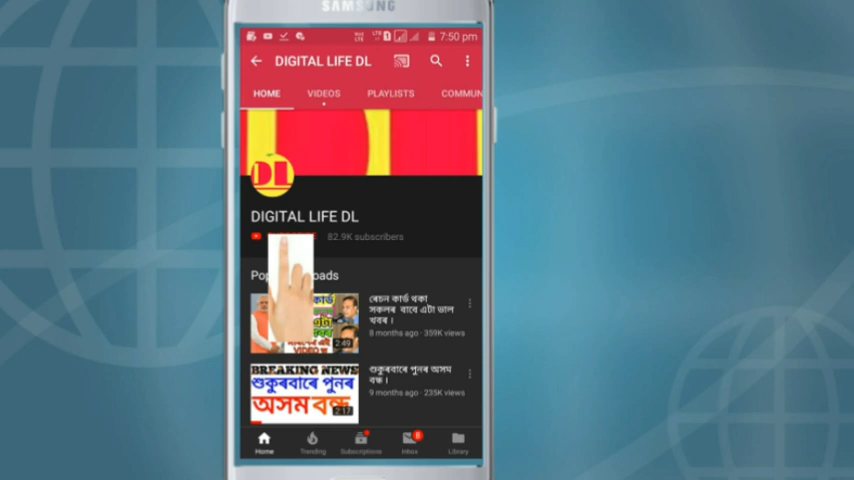 SAMSUNG
7:50 pm
DIGITAL LIFE DL
HOME VIDEOS PLAYLISTS COMMUN
DL
DIGITAL LIFE DL
82.9K subscribers
ৰেচন কাৰ্ড থকা
সকলৰ বাবে এটা ভাল
খবৰ ।
8 months ago · 359K views
2:49
BREAKING NEWS
শুকুৰবাৰে পুনৰ
অসম বন্ধ
2:17
শুকুৰবাৰে পুনৰ অসম
বন্ধ ।
9 months ago · 235K views
8
Home Trending Subscriptions Inbox Library